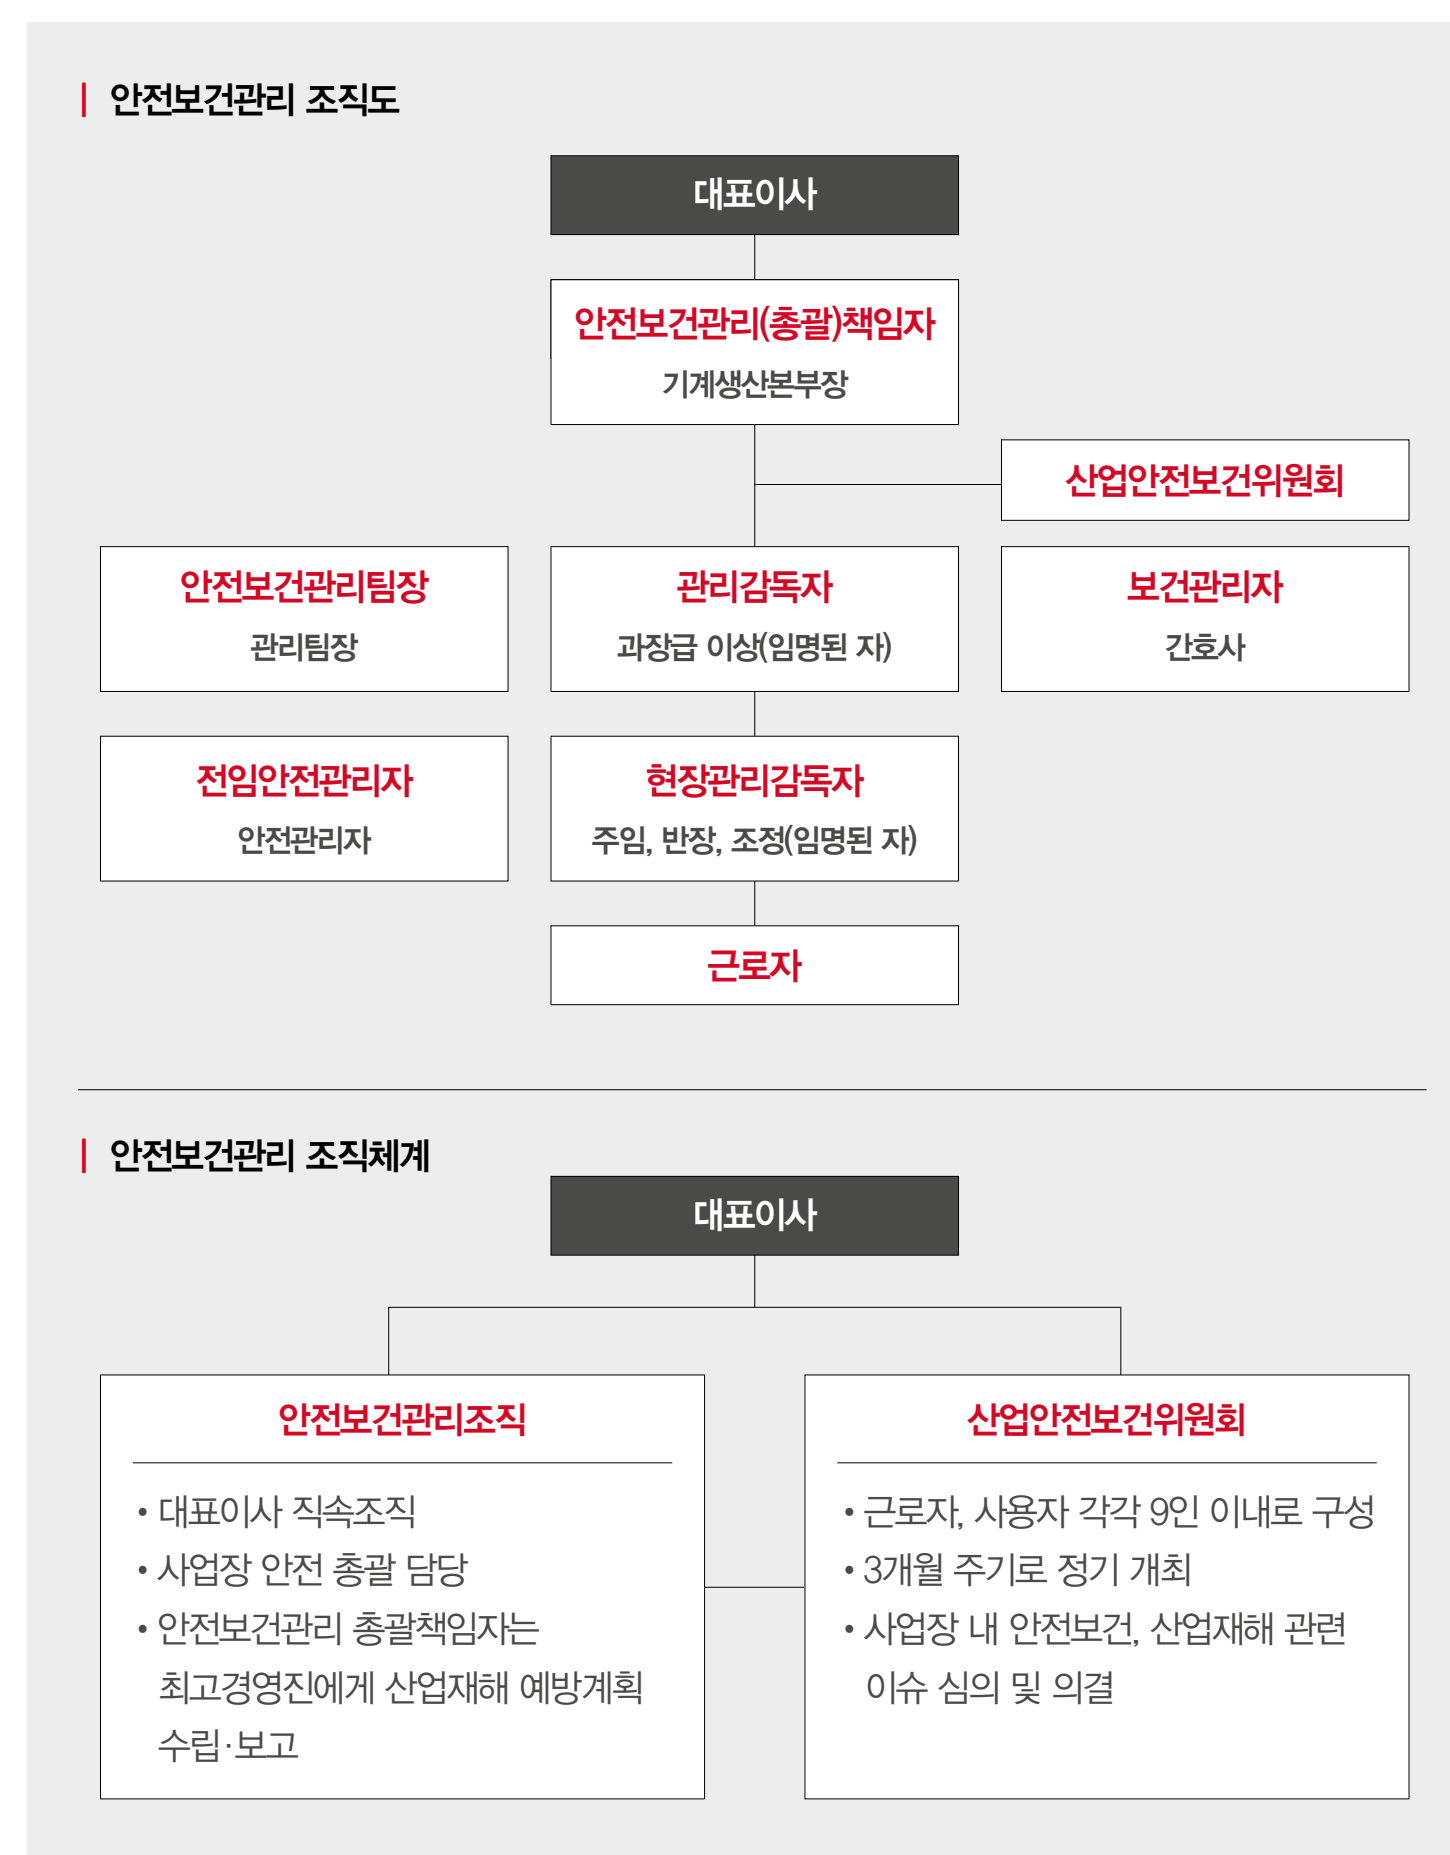 안전보건관리 조직도
대표이사
안전보건관리(총괄)책임자
기계생산본부장
산업안전보건위원회
안전보건관리팀장
관리팀장
관리감독자
과장급 이상(임명된 자)
보건관리자
간호사
전임안전관리자
안전관리자
현장관리감독자
주임, 반장, 조정(임명된 자)
근로자
안전보건관리 조직체계
대표이사
안전보건관리조직
• 대표이사 직속조직
• 사업장 안전 총괄 담당
• 안전보건관리 총괄책임자는
최고경영진에게 산업재해 예방계획
수립·보고
산업안전보건위원회
• 근로자, 사용자 각각 9인 이내로 구성
• 3개월 주기로 정기 개최
• 사업장 내 안전보건, 산업재해 관련
이슈 심의 및 의결